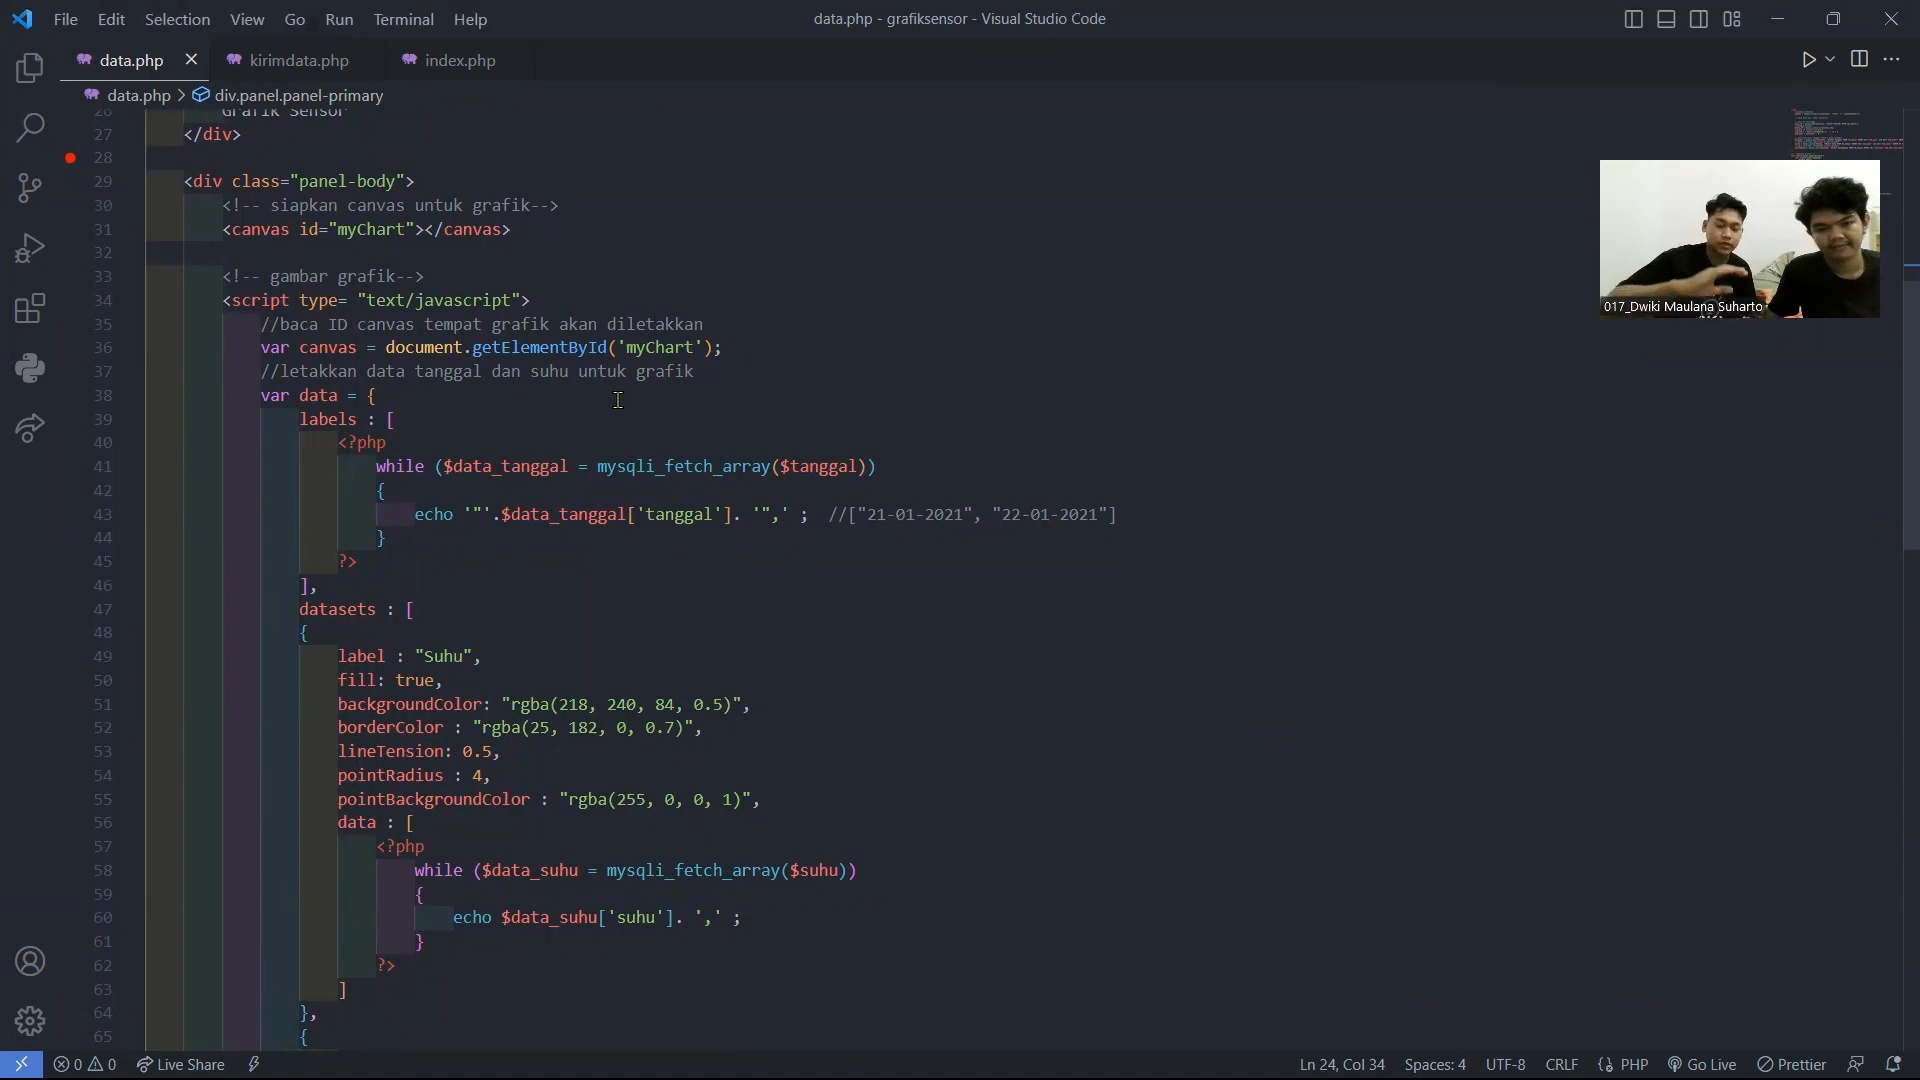 File Edit Selection View Go Run Terminal Help
data.php - grafiksensor - Visual Studio Code
data.php
kirimdata.php
index.php
data.php > div.panel.panel-primary
26 Grafik Sensor
27 </div>
28
29 <div class="panel-body">
30 <!-- siapkan canvas untuk grafik-->
31 <canvas id="myChart"></canvas>
32
33 <!-- gambar grafik-->
34 <script type= "text/javascript">
35 //baca ID canvas tempat grafik akan diletakkan
36 var canvas = document.getElementById('myChart');
37 //letakkan data tanggal dan suhu untuk grafik
38 var data = {
39 labels : [
40 <?php
41 while ($data_tanggal = mysqli_fetch_array($tanggal))
42 {
43 echo '"'.$data_tanggal['tanggal']. '",' ; //["21-01-2021", "22-01-2021"]
44 }
45 ?>
46 ],
47 datasets : [
48 {
49 label : "Suhu",
50 fill: true,
51 backgroundColor: "rgba(218, 240, 84, 0.5)",
52 borderColor : "rgba(25, 182, 0, 0.7)",
53 lineTension: 0.5,
54 pointRadius : 4,
55 pointBackgroundColor : "rgba(255, 0, 0, 1)",
56 data : [
57 <?php
58 while ($data_suhu = mysqli_fetch_array($suhu))
59 {
60 echo $data_suhu['suhu']. ',' ;
61 }
62 ?>
63 ]
64 },
65 {
017_Dwiki Maulana Suharto
0 0 Live Share
Ln 24, Col 34 Spaces: 4 UTF-8 CRLF PHP Go Live Prettier